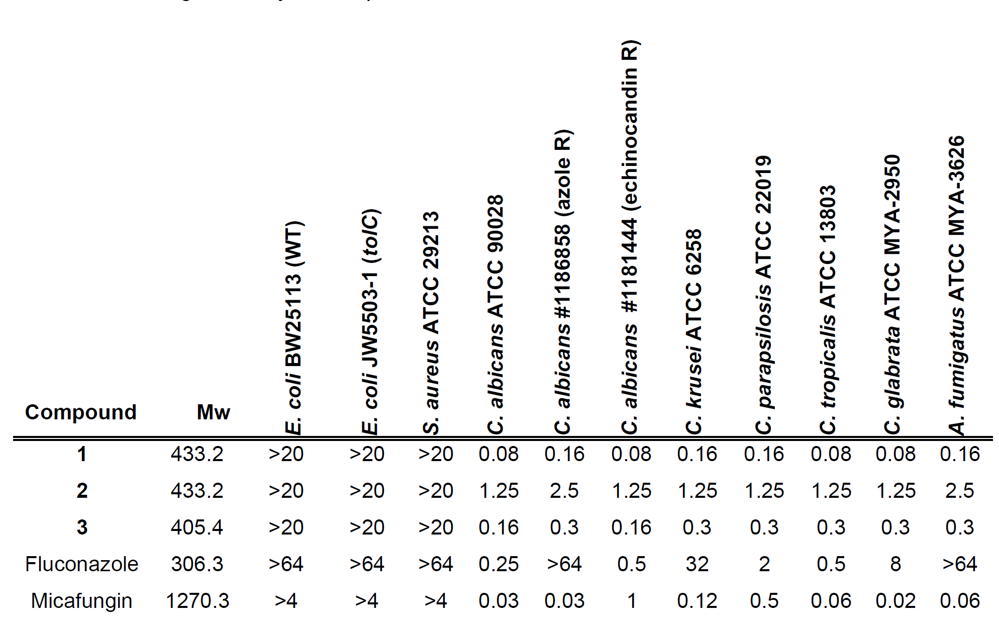 Compound Mw E. coli BW25113 (WT) E. coli JW5503-1 (tolC) S. aureus ATCC 29213 C. albicans ATCC 90028 C. albicans #1186858 (azole R) C. albicans #1181444 (echinocandin R) C. krusei ATCC 6258 C. parapsilosis ATCC 22019 C. tropicalis ATCC 13803 C. glabrata ATCC MYA-2950 A. fumigatus ATCC MYA-3626
1 433.2 >20 >20 >20 0.08 0.16 0.08 0.16 0.16 0.08 0.08 0.16
2 433.2 >20 >20 >20 1.25 2.5 1.25 1.25 1.25 1.25 1.25 2.5
3 405.4 >20 >20 >20 0.16 0.3 0.16 0.3 0.3 0.3 0.3 0.3
Fluconazole 306.3 >64 >64 >64 0.25 >64 0.5 32 2 0.5 8 >64
Micafungin 1270.3 >4 >4 >4 0.03 0.03 1 0.12 0.5 0.06 0.02 0.06